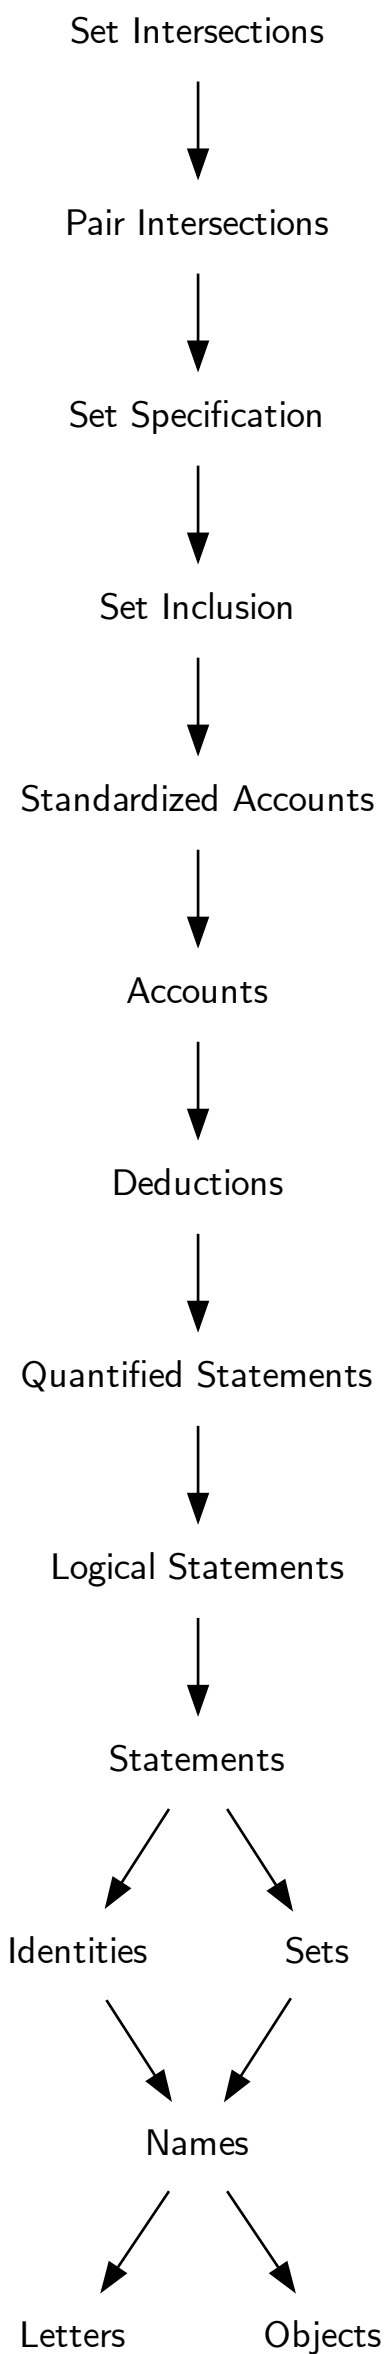 Set Intersections
Pair Intersections
Set Specification
Set Inclusion
Standardized Accounts
Accounts
Deductions
Quantified Statements
Logical Statements
Statements
Identities
Sets
Names
Letters
Objects